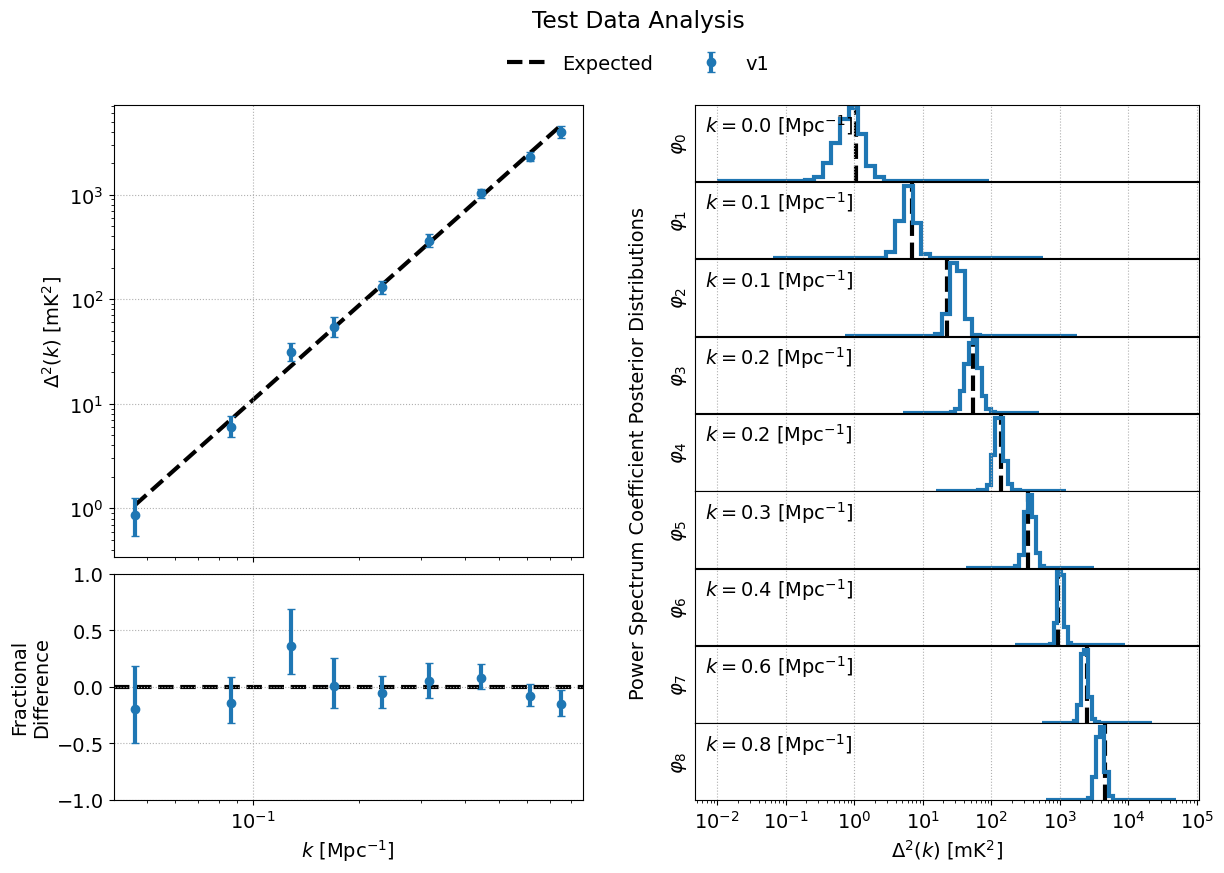 Test Data Analysis
Expected
v1
10³
10²
10¹
10⁰
Δ²(k) [mK²]
1.0
0.5
0.0
−0.5
−1.0
Fractional
Difference
10⁻¹
k [Mpc⁻¹]
Power Spectrum Coefficient Posterior Distributions
φ₀
k = 0.0 [Mpc⁻¹]
φ₁
k = 0.1 [Mpc⁻¹]
φ₂
k = 0.1 [Mpc⁻¹]
φ₃
k = 0.2 [Mpc⁻¹]
φ₄
k = 0.2 [Mpc⁻¹]
φ₅
k = 0.3 [Mpc⁻¹]
φ₆
k = 0.4 [Mpc⁻¹]
φ₇
k = 0.6 [Mpc⁻¹]
φ₈
k = 0.8 [Mpc⁻¹]
10⁻² 10⁻¹ 10⁰ 10¹ 10² 10³ 10⁴ 10⁵
Δ²(k) [mK²]